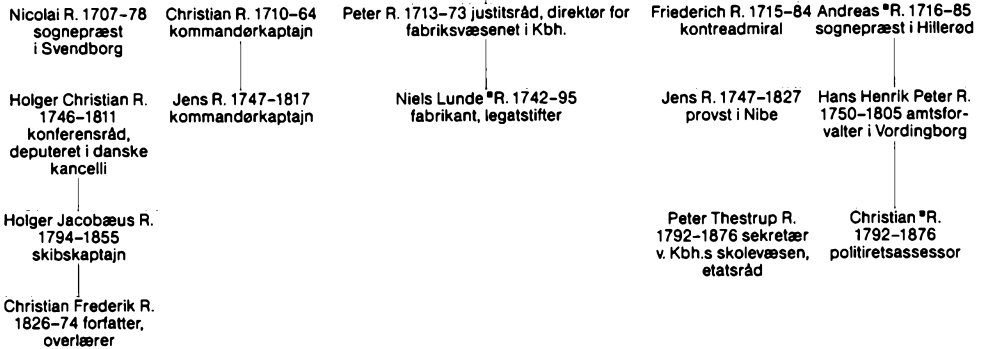 Nicolai R. 1707–78
sognepræst
i Svendborg
Christian R. 1710–64
kommandørkaptajn
Peter R. 1713–73 justitsråd, direktør for
fabriksvæsenet i Kbh.
Friederich R. 1715–84
kontreadmiral
Andreas ▪R. 1716–85
sognepræst i Hillerød
Holger Christian R.
1746–1811
konferensråd,
deputeret i danske
kancelli
Jens R. 1747–1817
kommandørkaptajn
Niels Lunde ▪R. 1742–95
fabrikant, legatstifter
Jens R. 1747–1827
provst i Nibe
Hans Henrik Peter R.
1750–1805 amtsfor-
valter i Vordingborg
Holger Jacobæus R.
1794–1855
skibskaptajn
Peter Thestrup R.
1792–1876 sekretær
v. Kbh.s skolevæsen,
etatsråd
Christian ▪R.
1792–1876
politiretsassessor
Christian Frederik R.
1826–74 forfatter,
overlærer